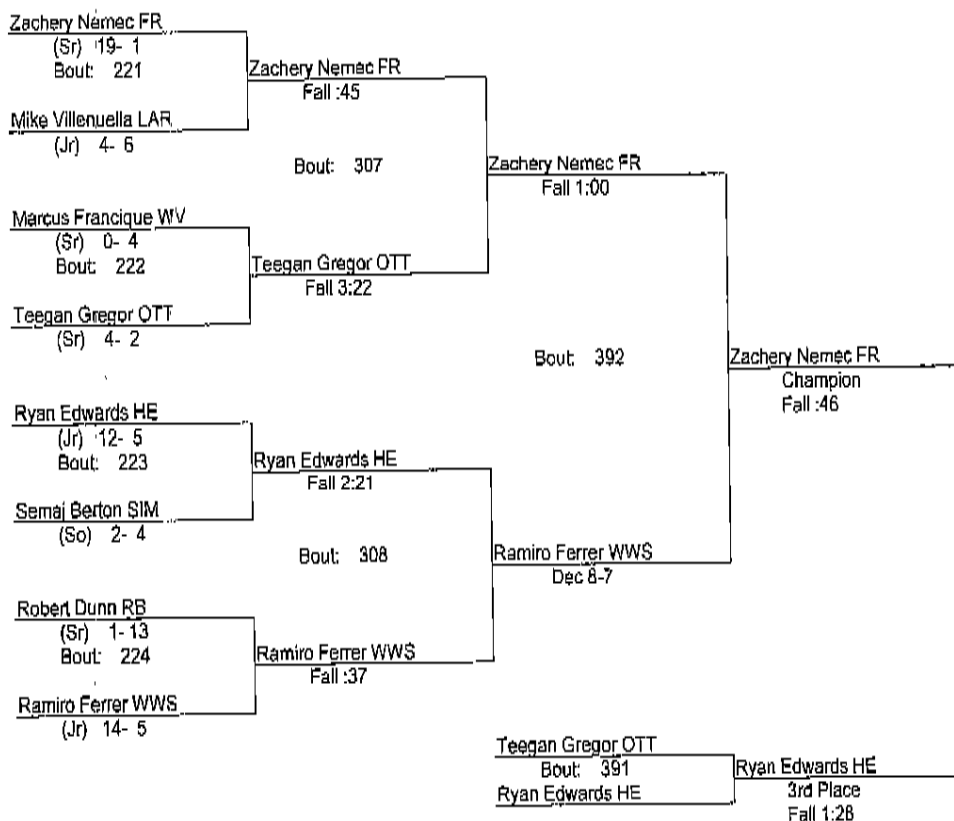 Zachery Nemec FR
(Sr) 19- 1
Bout: 221
Mike Villenuella LAR
(Jr) 4- 6
Zachery Nemec FR
Fall :45
Bout: 307
Marcus Francique WV
(Sr) 0- 4
Bout: 222
Teegan Gregor OTT
(Sr) 4- 2
Teegan Gregor OTT
Fall 3:22
Zachery Nemec FR
Fall 1:00
Bout: 392
Zachery Nemec FR
Champion
Fall :46
Ryan Edwards HE
(Jr) 12- 5
Bout: 223
Semaj Berton SIM
(So) 2- 4
Ryan Edwards HE
Fall 2:21
Bout: 308
Robert Dunn RB
(Sr) 1- 13
Bout: 224
Ramiro Ferrer WWS
(Jr) 14- 5
Ramiro Ferrer WWS
Fall :37
Ramiro Ferrer WWS
Dec 8-7
Teegan Gregor OTT
Bout: 391
Ryan Edwards HE
Ryan Edwards HE
3rd Place
Fall 1:28